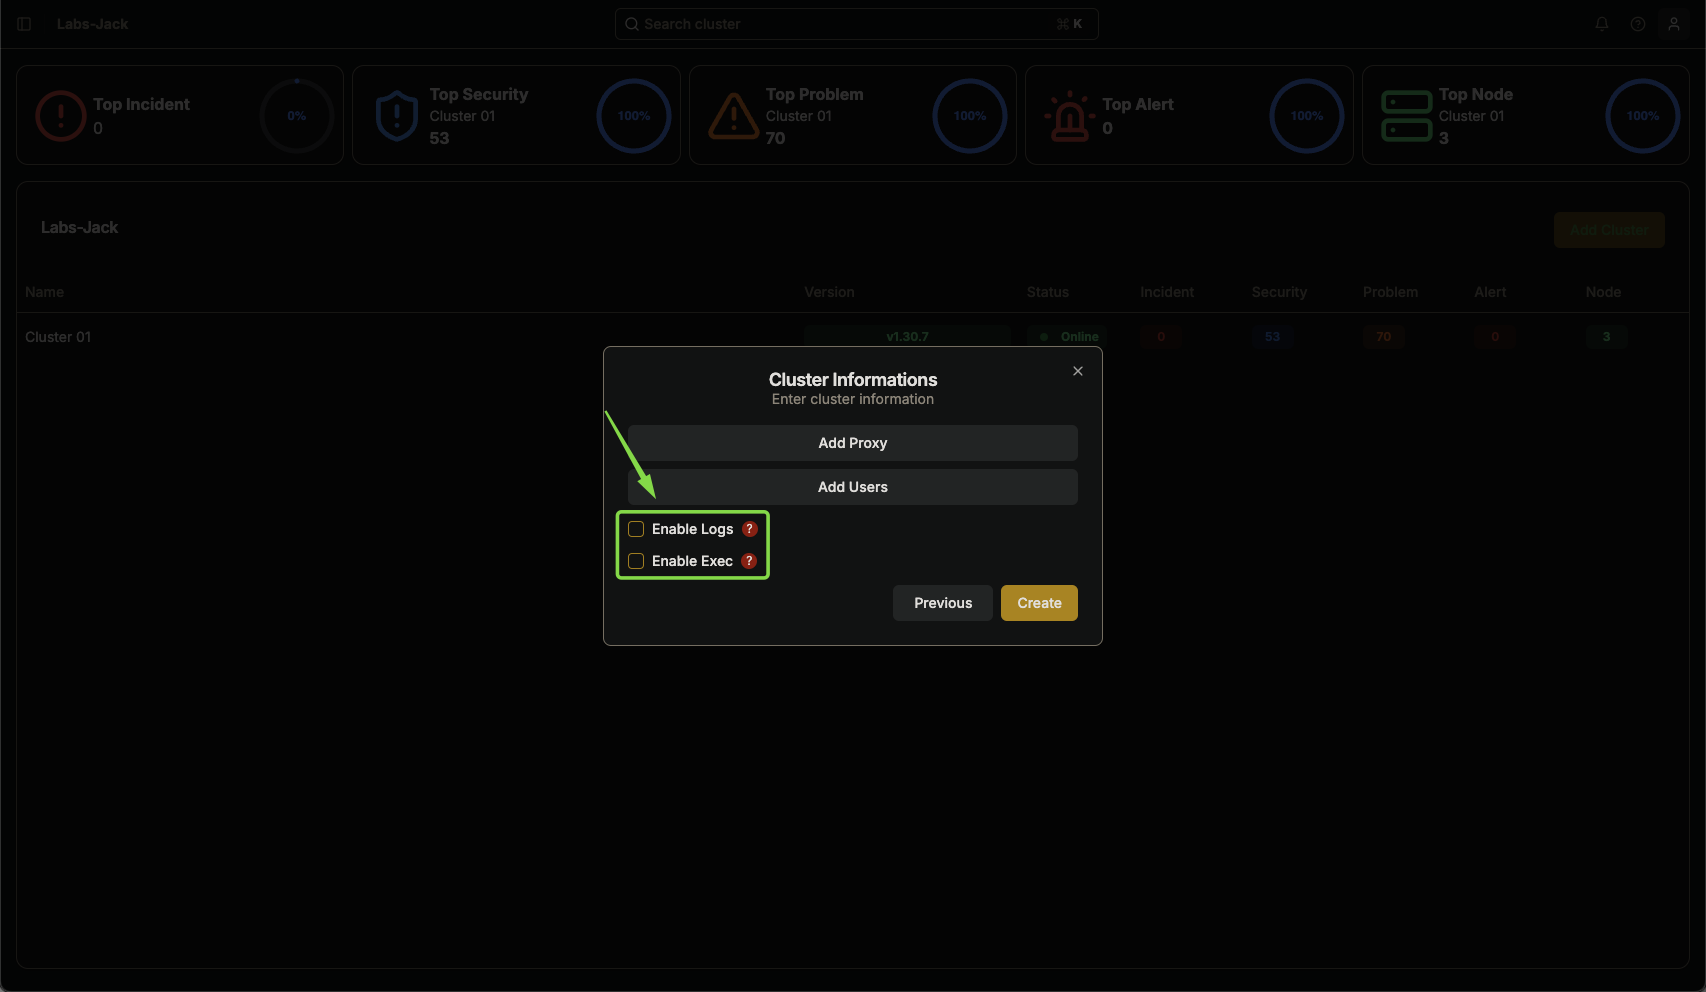 Labs-Jack
Search cluster
⌘ K
Top Incident
0
0%
Top Security
Cluster 01
53
100%
Top Problem
Cluster 01
70
100%
Top Alert
0
100%
Top Node
Cluster 01
3
100%
Labs-Jack
Add Cluster
Name Version Status Incident Security Problem Alert Node
Cluster 01 v1.30.7 Online 0 53 70 0 3
Cluster Informations
Enter cluster information
Add Proxy
Add Users
Enable Logs ?
Enable Exec ?
Previous Create